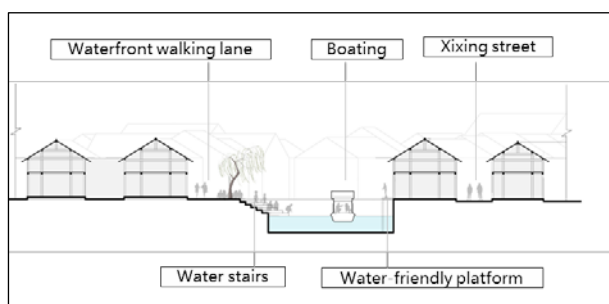 Waterfront walking lane
Boating
Xixing street
Water stairs
Water-friendly platform